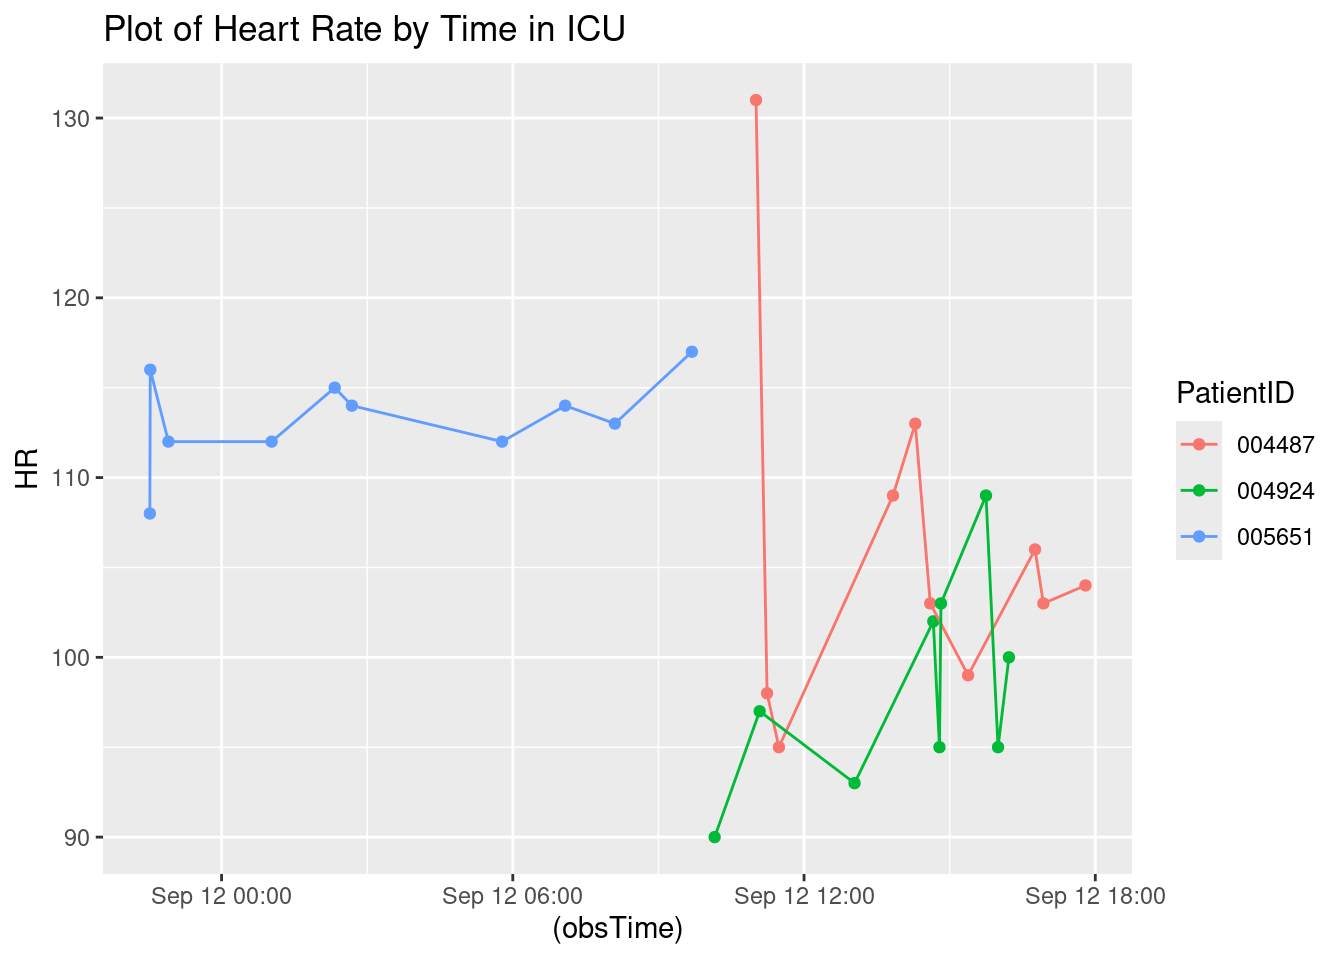 Plot of Heart Rate by Time in ICU
130
120
110
100
90
HR
Sep 12 00:00
Sep 12 06:00
Sep 12 12:00
Sep 12 18:00
(obsTime)
PatientID
004487
004924
005651